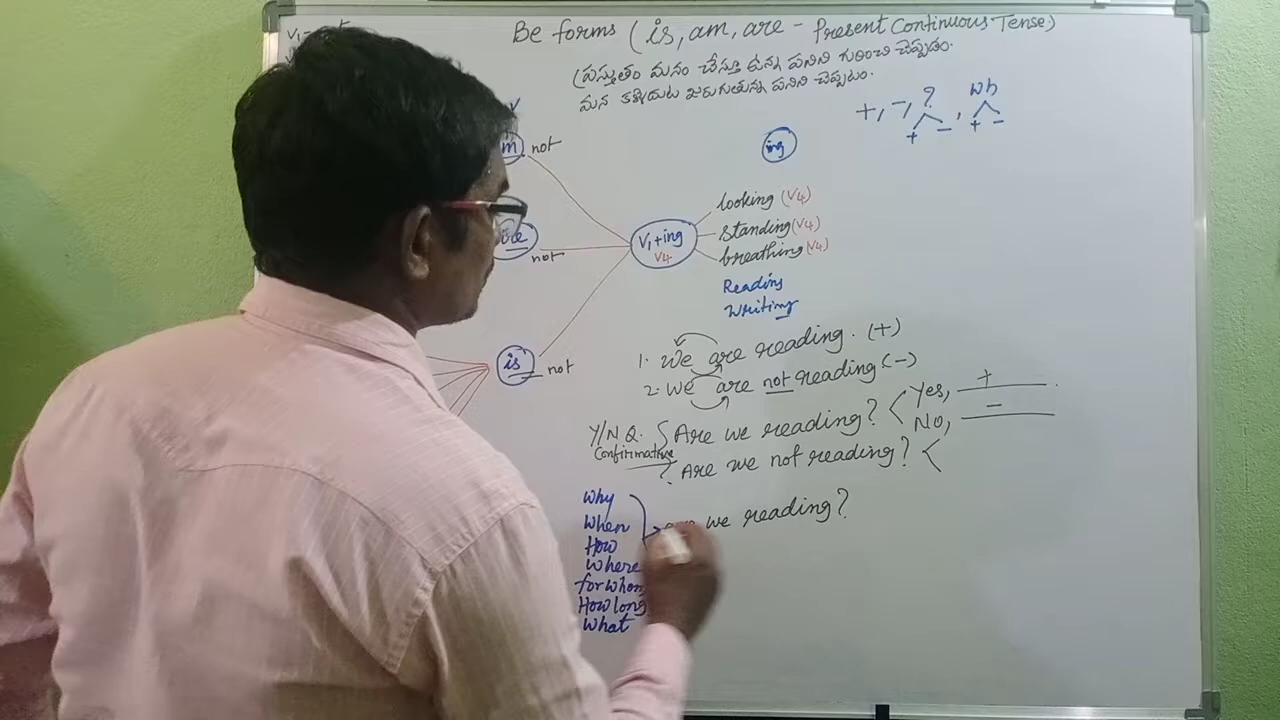 Be forms (is, am, are - Present Continuous Tense)
(ప్రస్తుతం మనం చేస్తూ ఉన్న పనిని గురించి చెప్పడం.
మన కళ్ళెదుట జరుగుతున్న పనిని చెప్పటం.
+, -, ?, wh
+ - + -
ing
m not
are not
is not
V1+ing
V4
looking (V4)
standing (V4)
breathing (V4)
Reading
Writing
1. We are reading. (+)
2. We are not reading (-)
Y/N Q. Are we reading? < Yes, +
No, -
Confirimative
? Are we not reading? <
Why
When
How
Where
for whom
How long
What
are we reading?